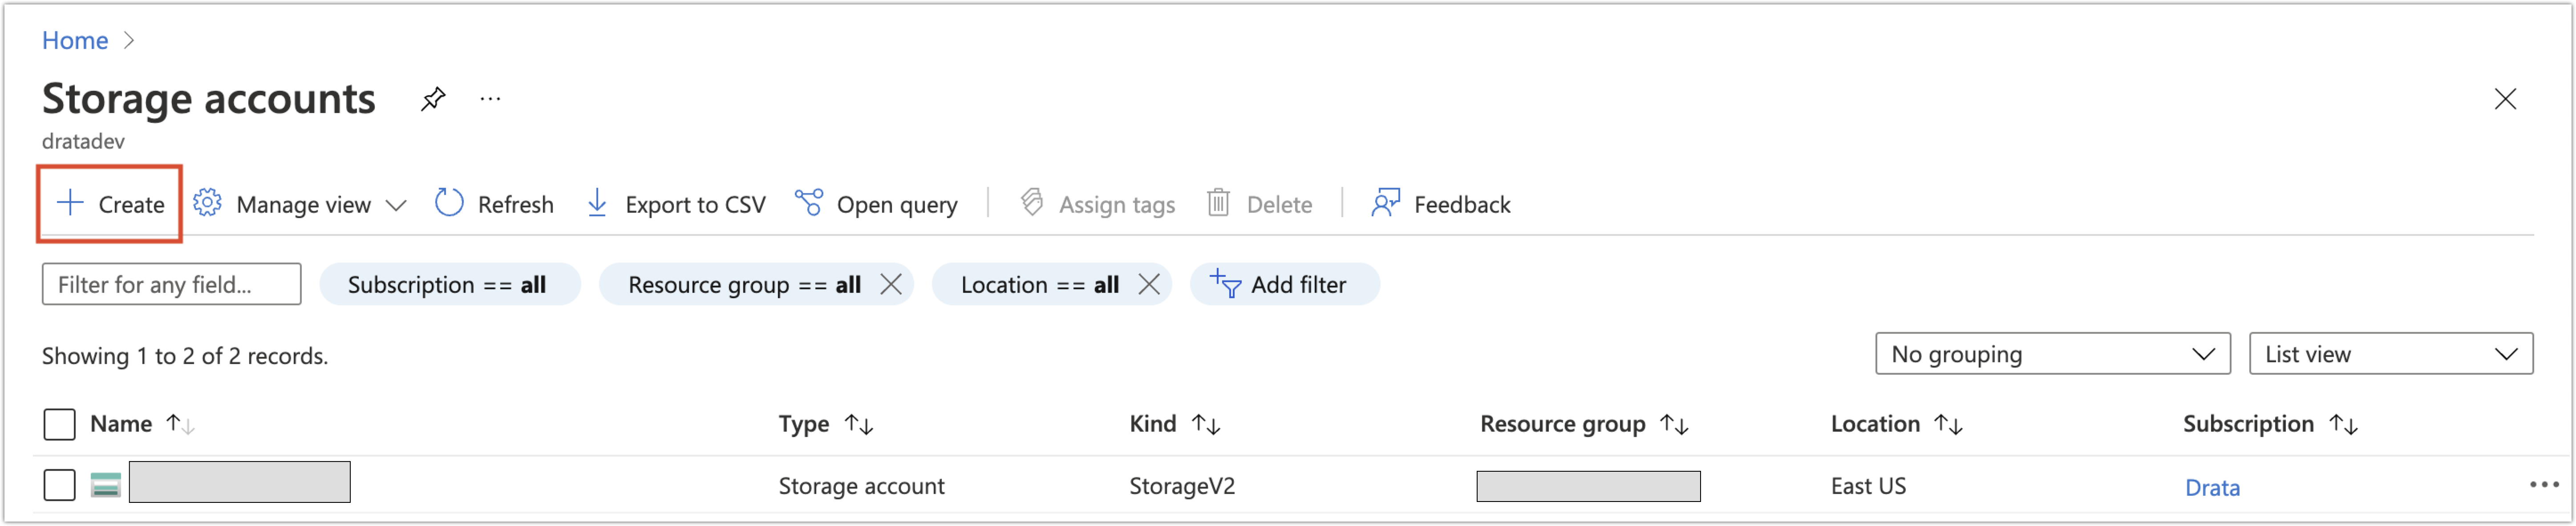 Home
Storage accounts
dratadev
Create Manage view Refresh Export to CSV Open query Assign tags Delete Feedback
Filter for any field... Subscription == all Resource group == all Location == all Add filter
Showing 1 to 2 of 2 records. No grouping List view
Name Type Kind Resource group Location Subscription
Storage account StorageV2 East US Drata